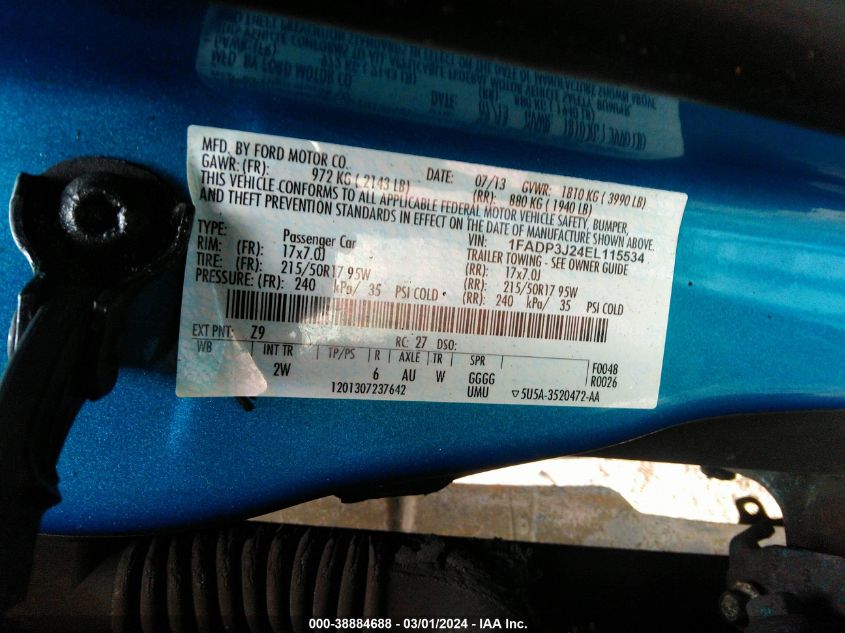 MFD. BY FORD MOTOR CO. DATE: 07/13 GVWR: 1810 KG ( 3990 LB)
GAWR: (FR): 972 KG ( 2143 LB) (RR): 880 KG ( 1940 LB)
THIS VEHICLE CONFORMS TO ALL APPLICABLE FEDERAL MOTOR VEHICLE SAFETY, BUMPER,
AND THEFT PREVENTION STANDARDS IN EFFECT ON THE DATE OF MANUFACTURE SHOWN ABOVE.
VIN: 1FADP3J24EL115534
TYPE: Passenger Car TRAILER TOWING - SEE OWNER GUIDE
RIM: (FR): 17x7.0J (RR): 17x7.0J
TIRE: (FR): 215/50R17 95W (RR): 215/50R17 95W
PRESSURE: (FR): 240 kPa/ 35 PSI COLD (RR): 240 kPa/ 35 PSI COLD
EXT PNT: Z9 RC: 27 DSO:
WB INT TR TP/PS R AXLE TR SPR F0048
2W 6 AU W GGGG R0026
1201307237642 UMU ▽5U5A-3520472-AA
000-38884688 - 03/01/2024 - IAA Inc.